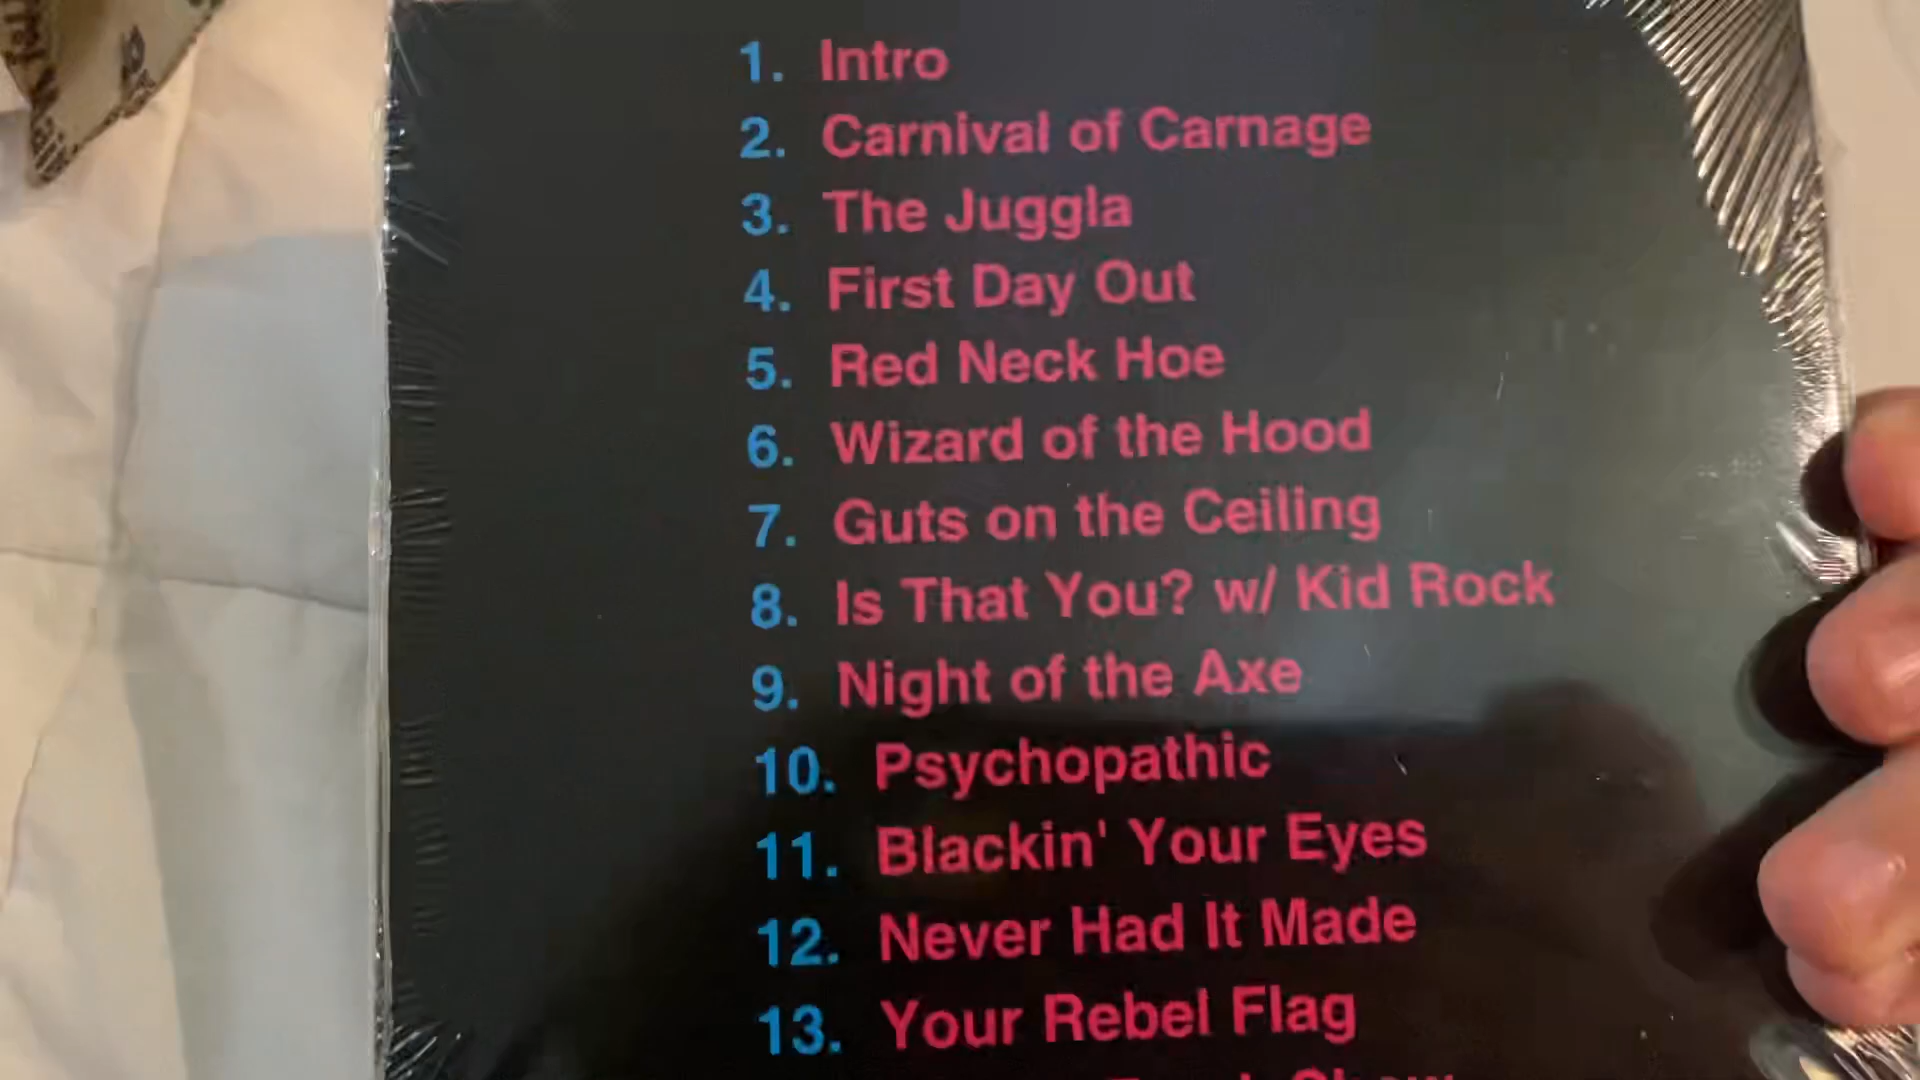 1. Intro
2. Carnival of Carnage
3. The Juggla
4. First Day Out
5. Red Neck Hoe
6. Wizard of the Hood
7. Guts on the Ceiling
8. Is That You? w/ Kid Rock
9. Night of the Axe
10. Psychopathic
11. Blackin' Your Eyes
12. Never Had It Made
13. Your Rebel Flag